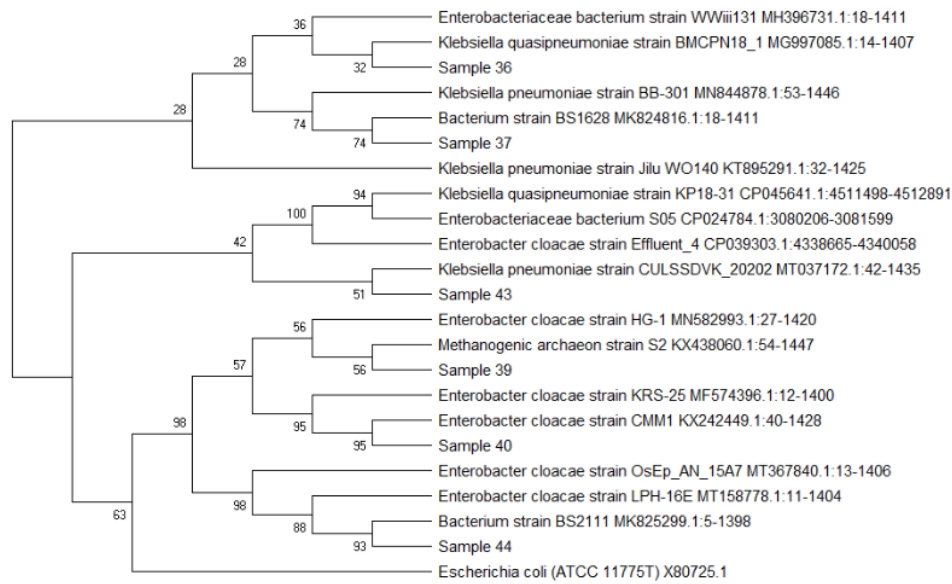 Enterobacteriaceae bacterium strain WWiii131 MH396731.1:18-1411
36
Klebsiella quasipneumoniae strain BMCPN18_1 MG997085.1:14-1407
28
32
Sample 36
Klebsiella pneumoniae strain BB-301 MN844878.1:53-1446
28
Bacterium strain BS1628 MK824816.1:18-1411
74
74
Sample 37
Klebsiella pneumoniae strain Jilu WO140 KT895291.1:32-1425
Klebsiella quasipneumoniae strain KP18-31 CP045641.1:4511498-4512891
94
100
Enterobacteriaceae bacterium S05 CP024784.1:3080206-3081599
42
Enterobacter cloacae strain Effluent_4 CP039303.1:4338665-4340058
Klebsiella pneumoniae strain CULSSDVK_20202 MT037172.1:42-1435
51
Sample 43
Enterobacter cloacae strain HG-1 MN582993.1:27-1420
56
Methanogenic archaeon strain S2 KX438060.1:54-1447
57
56
Sample 39
Enterobacter cloacae strain KRS-25 MF574396.1:12-1400
98
Enterobacter cloacae strain CMM1 KX242449.1:40-1428
95
95
Sample 40
Enterobacter cloacae strain OsEp_AN_15A7 MT367840.1:13-1406
Enterobacter cloacae strain LPH-16E MT158778.1:11-1404
98
63
Bacterium strain BS2111 MK825299.1:5-1398
88
93
Sample 44
Escherichia coli (ATCC 11775T) X80725.1